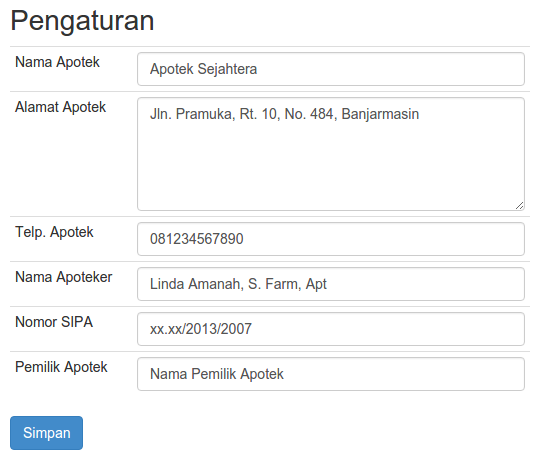 Pengaturan
Nama Apotek
Apotek Sejahtera
Alamat Apotek
Jln. Pramuka, Rt. 10, No. 484, Banjarmasin
Telp. Apotek
081234567890
Nama Apoteker
Linda Amanah, S. Farm, Apt
Nomor SIPA
xx.xx/2013/2007
Pemilik Apotek
Nama Pemilik Apotek
Simpan